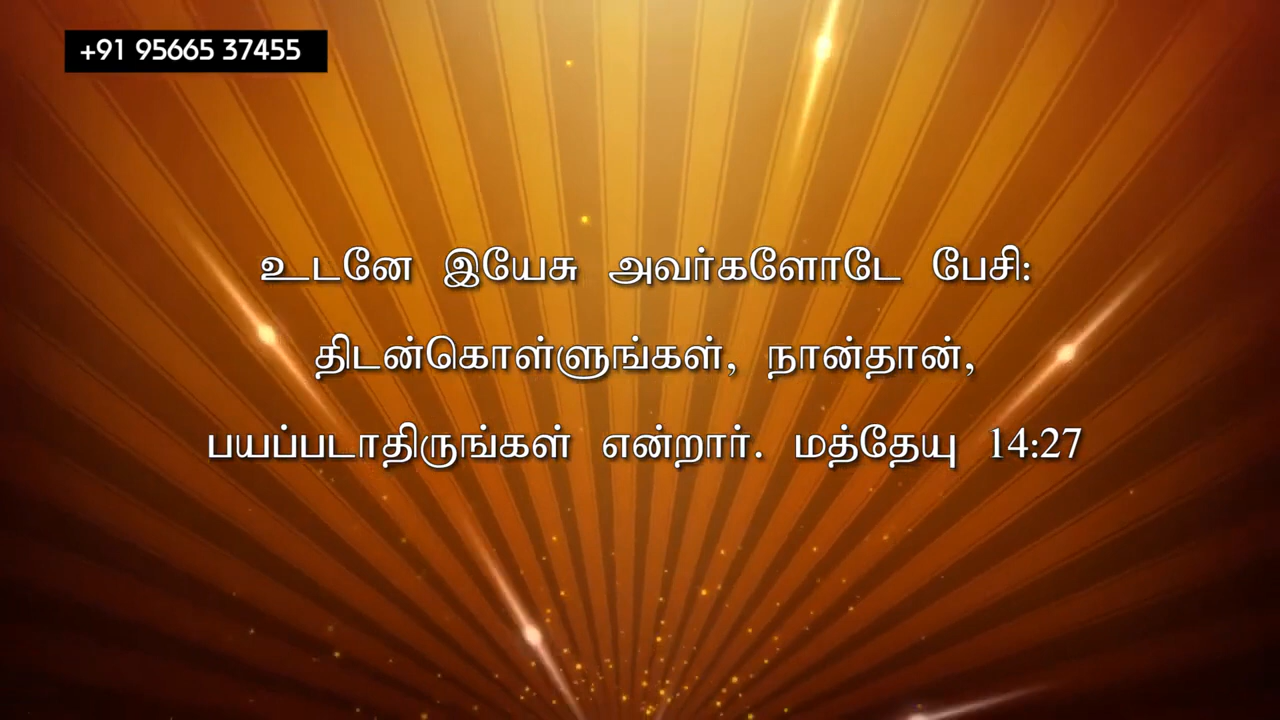 +91 95665 37455
உடனே இயேசு அவர்களோடே பேசி:
திடன்கொள்ளுங்கள், நான்தான்,
பயப்படாதிருங்கள் என்றார். மத்தேயு 14:27